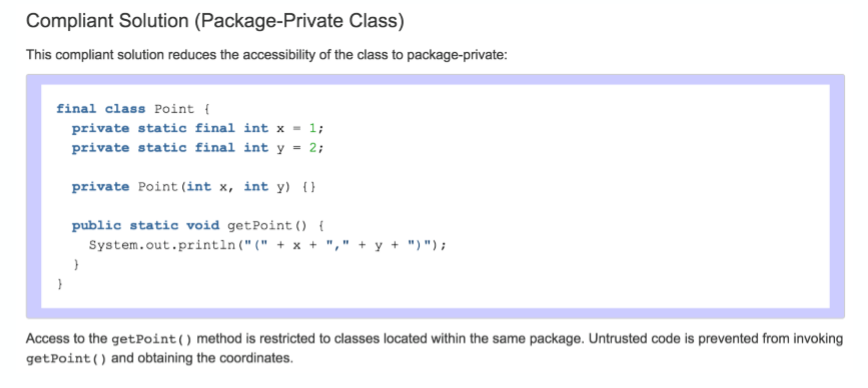 Compliant Solution (Package-Private Class)
This compliant solution reduces the accessibility of the class to package-private:
final class Point {
  private static final int x = 1;
  private static final int y = 2;

  private Point(int x, int y) {}

  public static void getPoint() {
    System.out.println("(" + x + "," + y + ")");
  }
}
Access to the getPoint() method is restricted to classes located within the same package. Untrusted code is prevented from invoking
getPoint() and obtaining the coordinates.